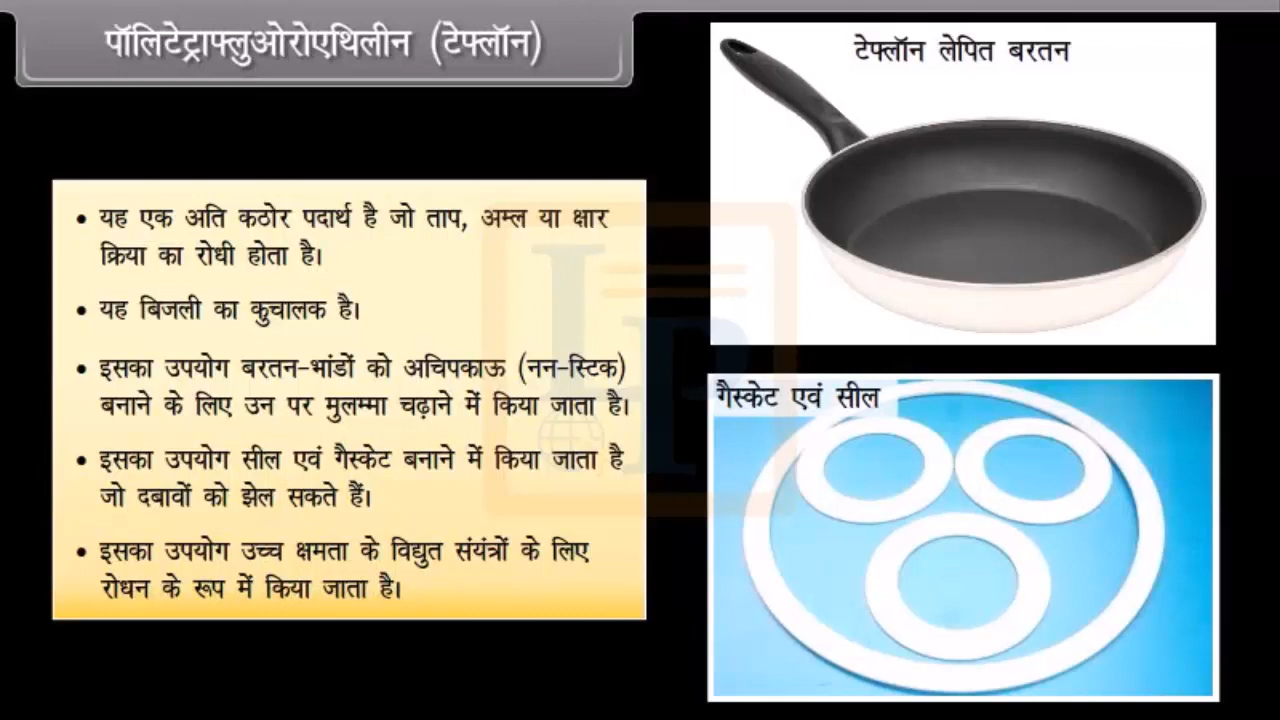 पॉलिटेट्राफ्लुओरोएथिलीन (टेफ्लॉन)
टेफ्लॉन लेपित बरतन
• यह एक अति कठोर पदार्थ है जो ताप, अम्ल या क्षार
क्रिया का रोधी होता है।
• यह बिजली का कुचालक है।
• इसका उपयोग बरतन-भांडों को अचिपकाऊ (नन-स्टिक)
बनाने के लिए उन पर मुलम्मा चढ़ाने में किया जाता है।
• इसका उपयोग सील एवं गैस्केट बनाने में किया जाता है
जो दबावों को झेल सकते हैं।
• इसका उपयोग उच्च क्षमता के विद्युत संयंत्रों के लिए
रोधन के रूप में किया जाता है।
गैस्केट एवं सील